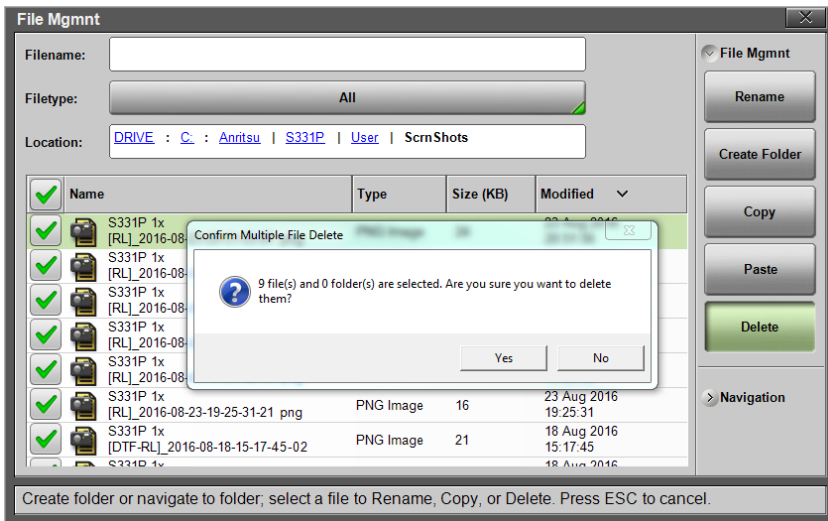 File Mgmnt
Filename:
Filetype:
All
Location:
DRIVE : C: : Anritsu | S331P | User | ScrnShots
Name Type Size (KB) Modified
S331P 1x
[RL]_2016-08-
S331P 1x
[RL]_2016-08-
S331P 1x
[RL]_2016-08-
S331P 1x
[RL]_2016-08-
S331P 1x
[RL]_2016-08-
S331P 1x
[RL]_2016-08-23-19-25-31-21 png
PNG Image 16
23 Aug 2016
19:25:31
S331P 1x
[DTF-RL]_2016-08-18-15-17-45-02
PNG Image 21
18 Aug 2016
15:17:45
S331P 1x
18 Aug 2016
Confirm Multiple File Delete
9 file(s) and 0 folder(s) are selected. Are you sure you want to delete
them?
Yes No
File Mgmnt
Rename
Create Folder
Copy
Paste
Delete
Navigation
Create folder or navigate to folder; select a file to Rename, Copy, or Delete. Press ESC to cancel.